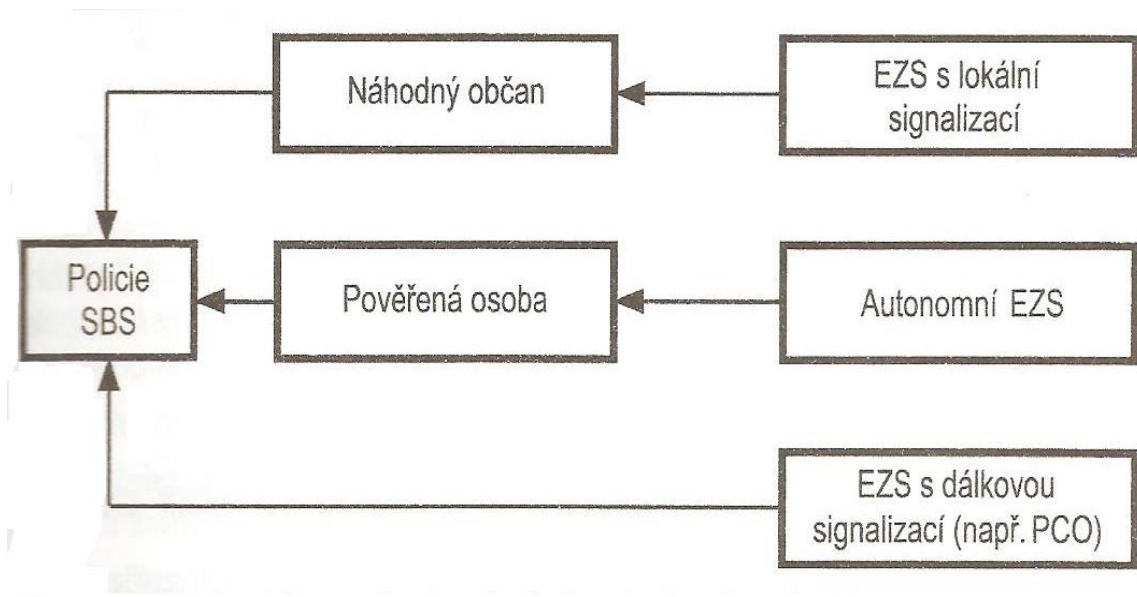 Náhodný občan
EZS s lokální
signalizací
Policie
SBS
Pověřená osoba
Autonomní EZS
EZS s dálkovou
signalizací (např. PCO)